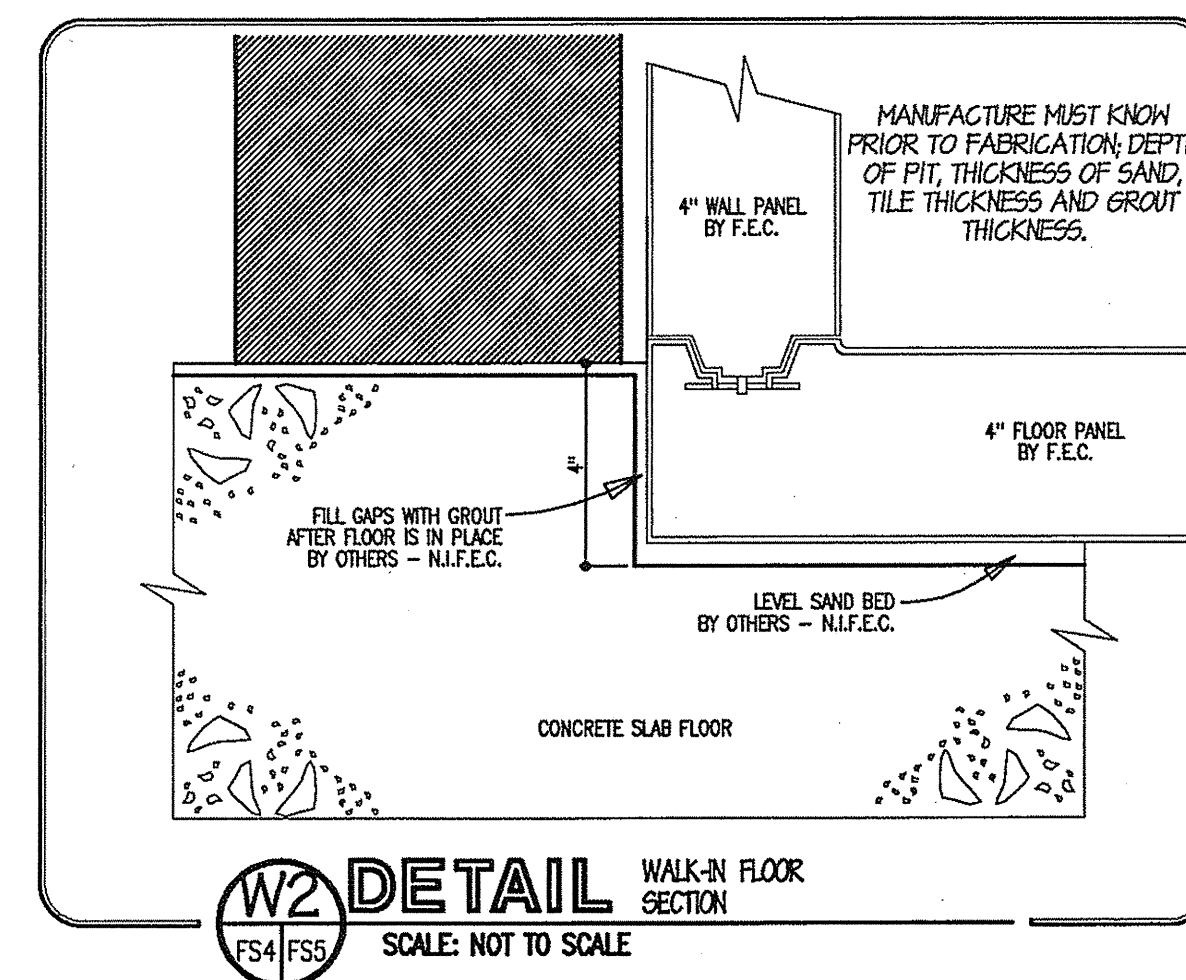 MANUFACTURE MUST KNOW
PRIOR TO FABRICATION; DEPTH
OF PIT, THICKNESS OF SAND,
TILE THICKNESS AND GROUT
THICKNESS.
4" WALL PANEL
BY F.E.C.
4" FLOOR PANEL
BY F.E.C.
4"
FILL GAPS WITH GROUT
AFTER FLOOR IS IN PLACE
BY OTHERS – N.I.F.E.C.
LEVEL SAND BED
BY OTHERS – N.I.F.E.C.
CONCRETE SLAB FLOOR
W2
FS4 FS5
DETAIL
WALK-IN FLOOR
SECTION
SCALE: NOT TO SCALE